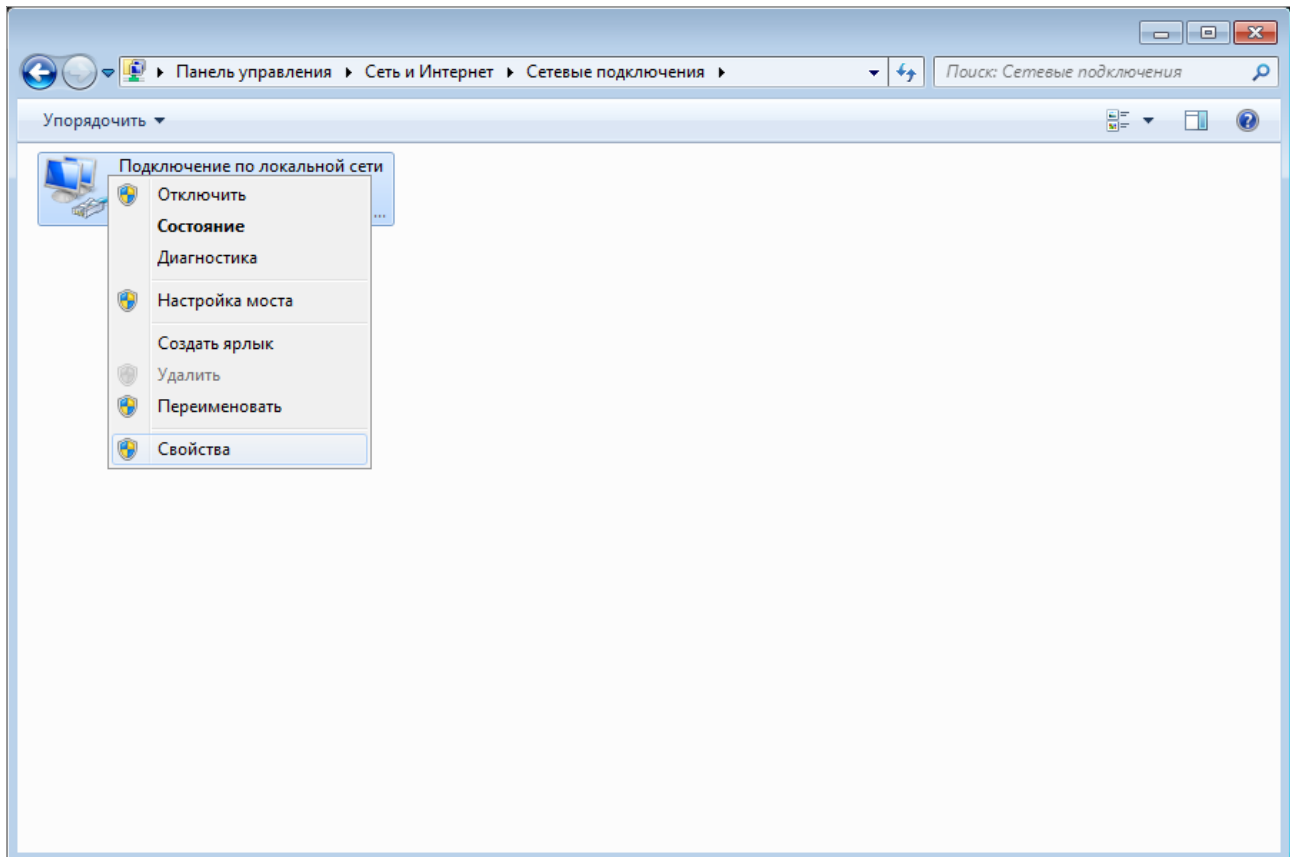 Панель управления Сеть и Интернет Сетевые подключения Поиск: Сетевые подключения
Упорядочить
Подключение по локальной сети
...
Отключить
Состояние
Диагностика
Настройка моста
Создать ярлык
Удалить
Переименовать
Свойства